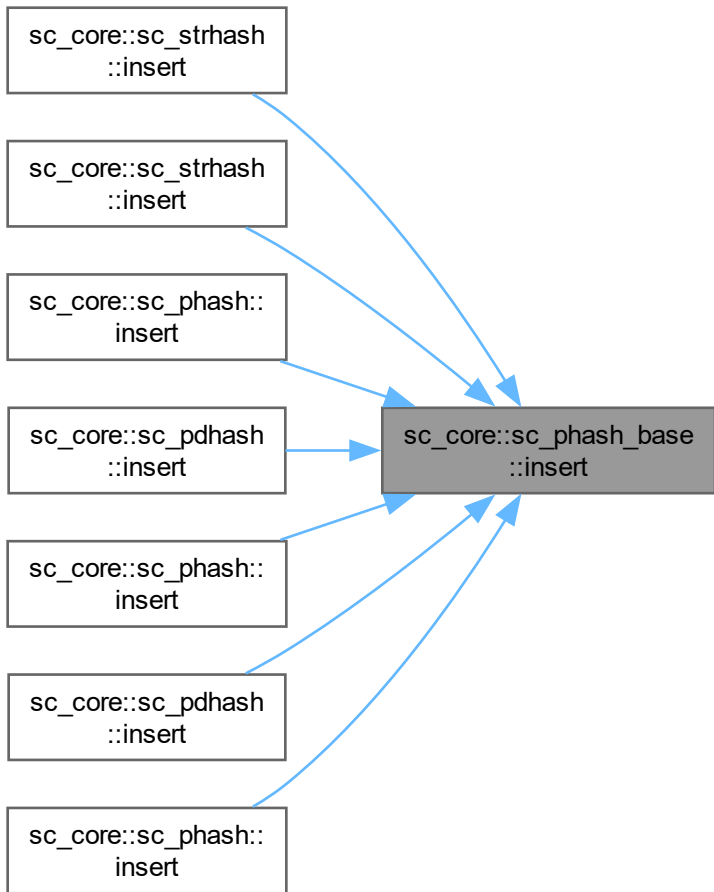 sc_core::sc_strhash
::insert
sc_core::sc_strhash
::insert
sc_core::sc_phash::
insert
sc_core::sc_pdhash
::insert
sc_core::sc_phash_base
::insert
sc_core::sc_phash::
insert
sc_core::sc_pdhash
::insert
sc_core::sc_phash::
insert